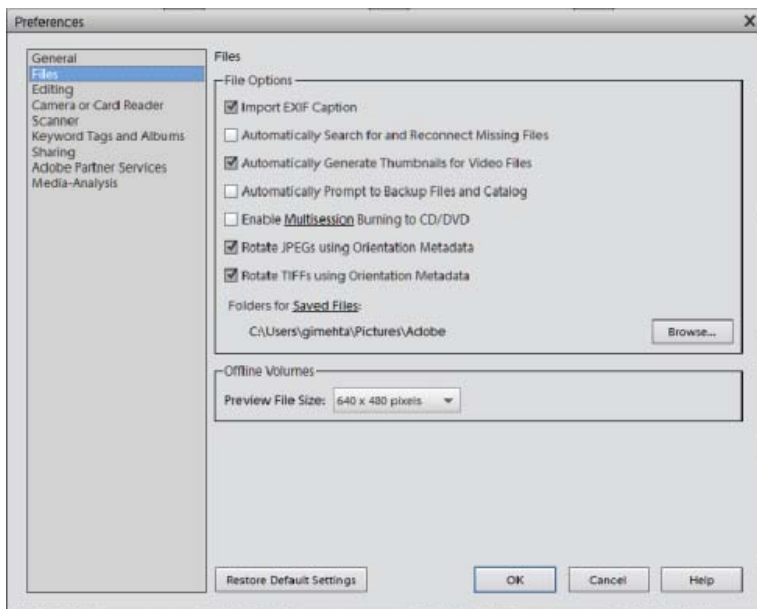 Preferences
X
General
Files
Editing
Camera or Card Reader
Scanner
Keyword Tags and Albums
Sharing
Adobe Partner Services
Media-Analysis
Files
File Options
Import EXIF Caption
Automatically Search for and Reconnect Missing Files
Automatically Generate Thumbnails for Video Files
Automatically Prompt to Backup Files and Catalog
Enable Multisession Burning to CD/DVD
Rotate JPEGs using Orientation Metadata
Rotate TIFFs using Orientation Metadata
Folders for Saved Files:
C:\Users\gimehta\Pictures\Adobe
Browse...
Offline Volumes
Preview File Size: 640 x 480 pixels
Restore Default Settings
OK
Cancel
Help